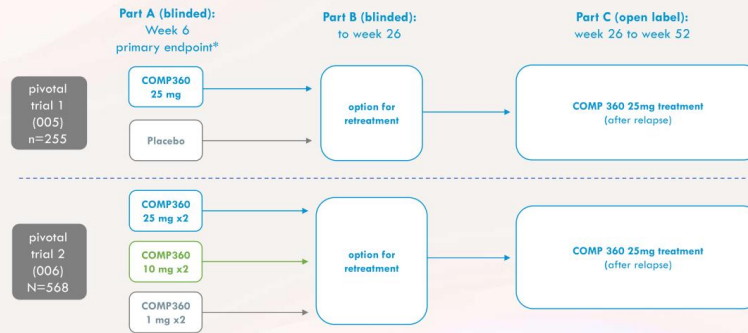 Part A (blinded):
Week 6
primary endpoint*
Part B (blinded):
to week 26
Part C (open label):
week 26 to week 52
pivotal
trial 1
(005)
n=255
COMP360
25 mg
Placebo
option for
retreatment
COMP 360 25mg treatment
(after relapse)
pivotal
trial 2
(006)
N=568
COMP360
25 mg x2
COMP360
10 mg x2
COMP360
1 mg x2
option for
retreatment
COMP 360 25mg treatment
(after relapse)